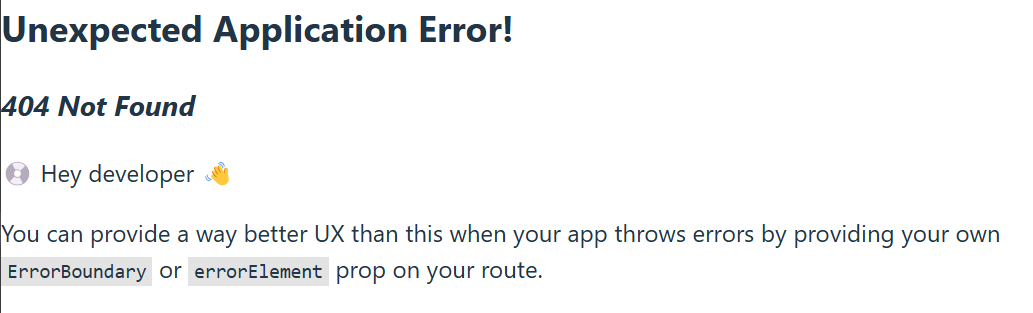 Unexpected Application Error!
404 Not Found
💿 Hey developer 👋
You can provide a way better UX than this when your app throws errors by providing your own
ErrorBoundary or errorElement prop on your route.